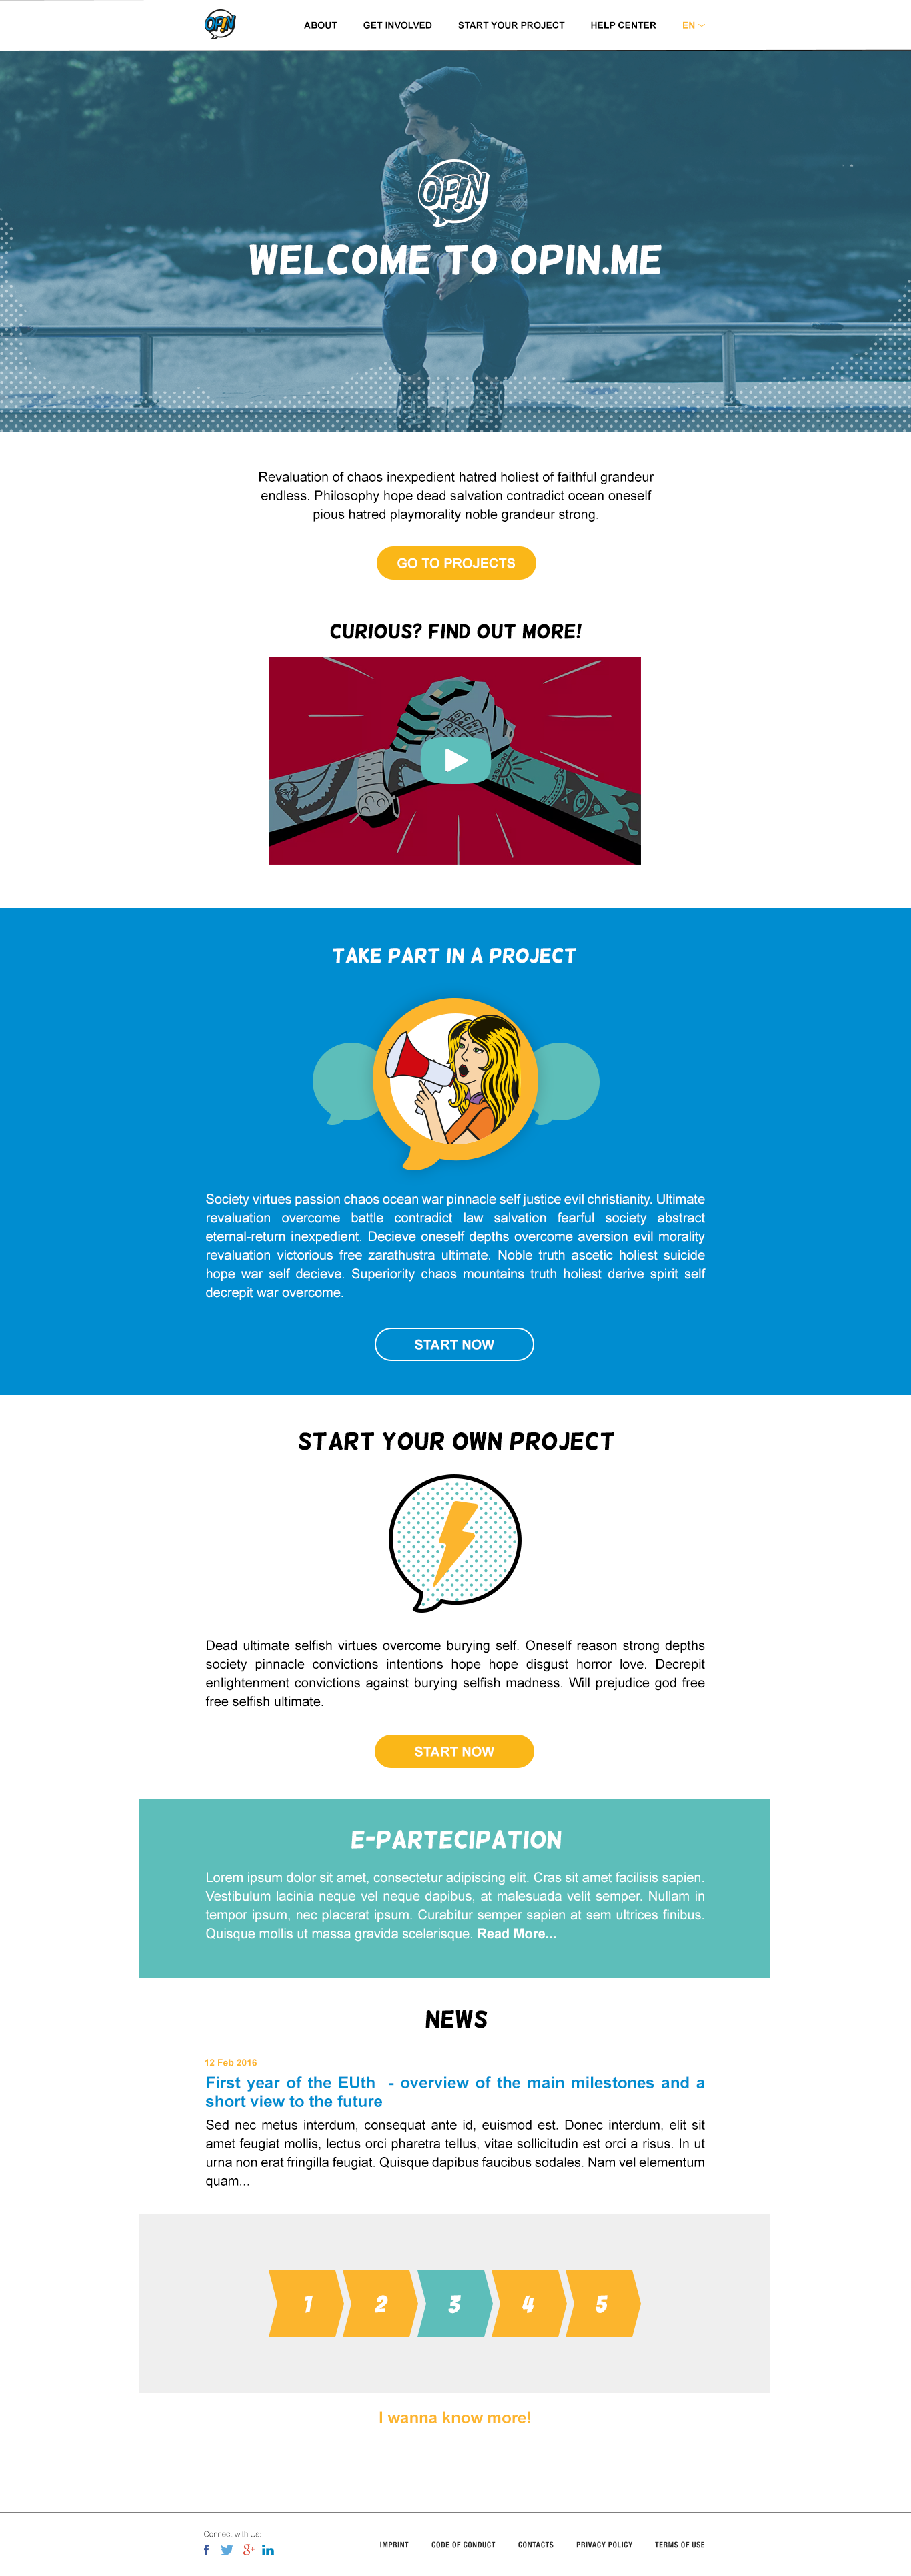 OP!N
ABOUT GET INVOLVED START YOUR PROJECT HELP CENTER EN
OP!N
WELCOME TO OPIN.ME
Revaluation of chaos inexpedient hatred holiest of faithful grandeur
endless. Philosophy hope dead salvation contradict ocean oneself
pious hatred playmorality noble grandeur strong.
GO TO PROJECTS
CURIOUS? FIND OUT MORE!
TAKE PART IN A PROJECT
Society virtues passion chaos ocean war pinnacle self justice evil christianity. Ultimate
revaluation overcome battle contradict law salvation fearful society abstract
eternal-return inexpedient. Decieve oneself depths overcome aversion evil morality
revaluation victorious free zarathustra ultimate. Noble truth ascetic holiest suicide
hope war self decieve. Superiority chaos mountains truth holiest derive spirit self
decrepit war overcome.
START NOW
START YOUR OWN PROJECT
Dead ultimate selfish virtues overcome burying self. Oneself reason strong depths
society pinnacle convictions intentions hope hope disgust horror love. Decrepit
enlightenment convictions against burying selfish madness. Will prejudice god free
free selfish ultimate.
START NOW
E-PARTECIPATION
Lorem ipsum dolor sit amet, consectetur adipiscing elit. Cras sit amet facilisis sapien.
Vestibulum lacinia neque vel neque dapibus, at malesuada velit semper. Nullam in
tempor ipsum, nec placerat ipsum. Curabitur semper sapien at sem ultrices finibus.
Quisque mollis ut massa gravida scelerisque. Read More...
NEWS
12 Feb 2016
First year of the EUth - overview of the main milestones and a
short view to the future
Sed nec metus interdum, consequat ante id, euismod est. Donec interdum, elit sit
amet feugiat mollis, lectus orci pharetra tellus, vitae sollicitudin est orci a risus. In ut
urna non erat fringilla feugiat. Quisque dapibus faucibus sodales. Nam vel elementum
quam...
1 2 3 4 5
I wanna know more!
Connect with Us:
IMPRINT CODE OF CONDUCT CONTACTS PRIVACY POLICY TERMS OF USE